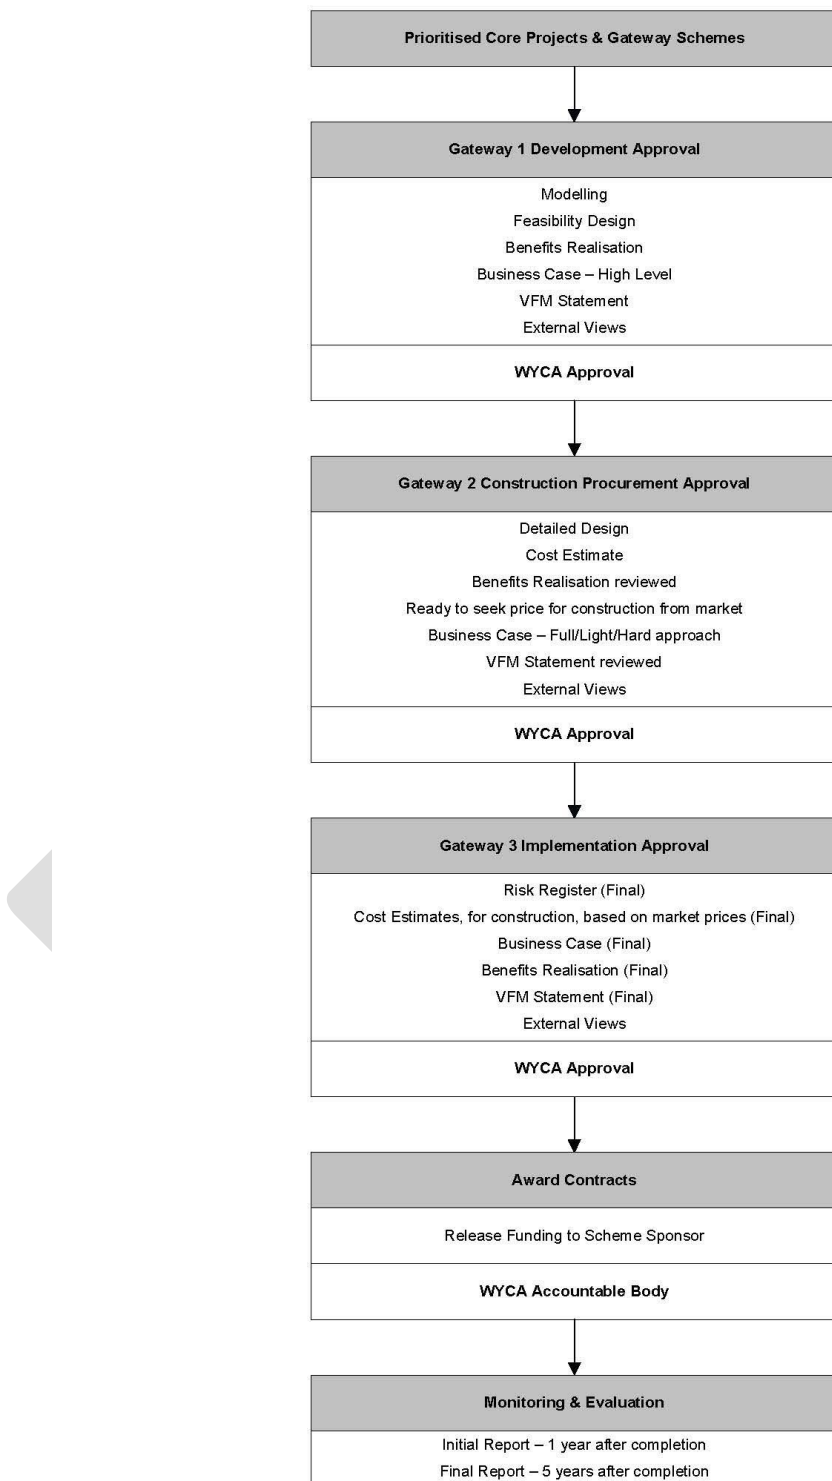 Prioritised Core Projects & Gateway Schemes
Gateway 1 Development Approval
Modelling
Feasibility Design
Benefits Realisation
Business Case – High Level
VFM Statement
External Views
WYCA Approval
Gateway 2 Construction Procurement Approval
Detailed Design
Cost Estimate
Benefits Realisation reviewed
Ready to seek price for construction from market
Business Case – Full/Light/Hard approach
VFM Statement reviewed
External Views
WYCA Approval
Gateway 3 Implementation Approval
Risk Register (Final)
Cost Estimates, for construction, based on market prices (Final)
Business Case (Final)
Benefits Realisation (Final)
VFM Statement (Final)
External Views
WYCA Approval
Award Contracts
Release Funding to Scheme Sponsor
WYCA Accountable Body
Monitoring & Evaluation
Initial Report – 1 year after completion
Final Report – 5 years after completion